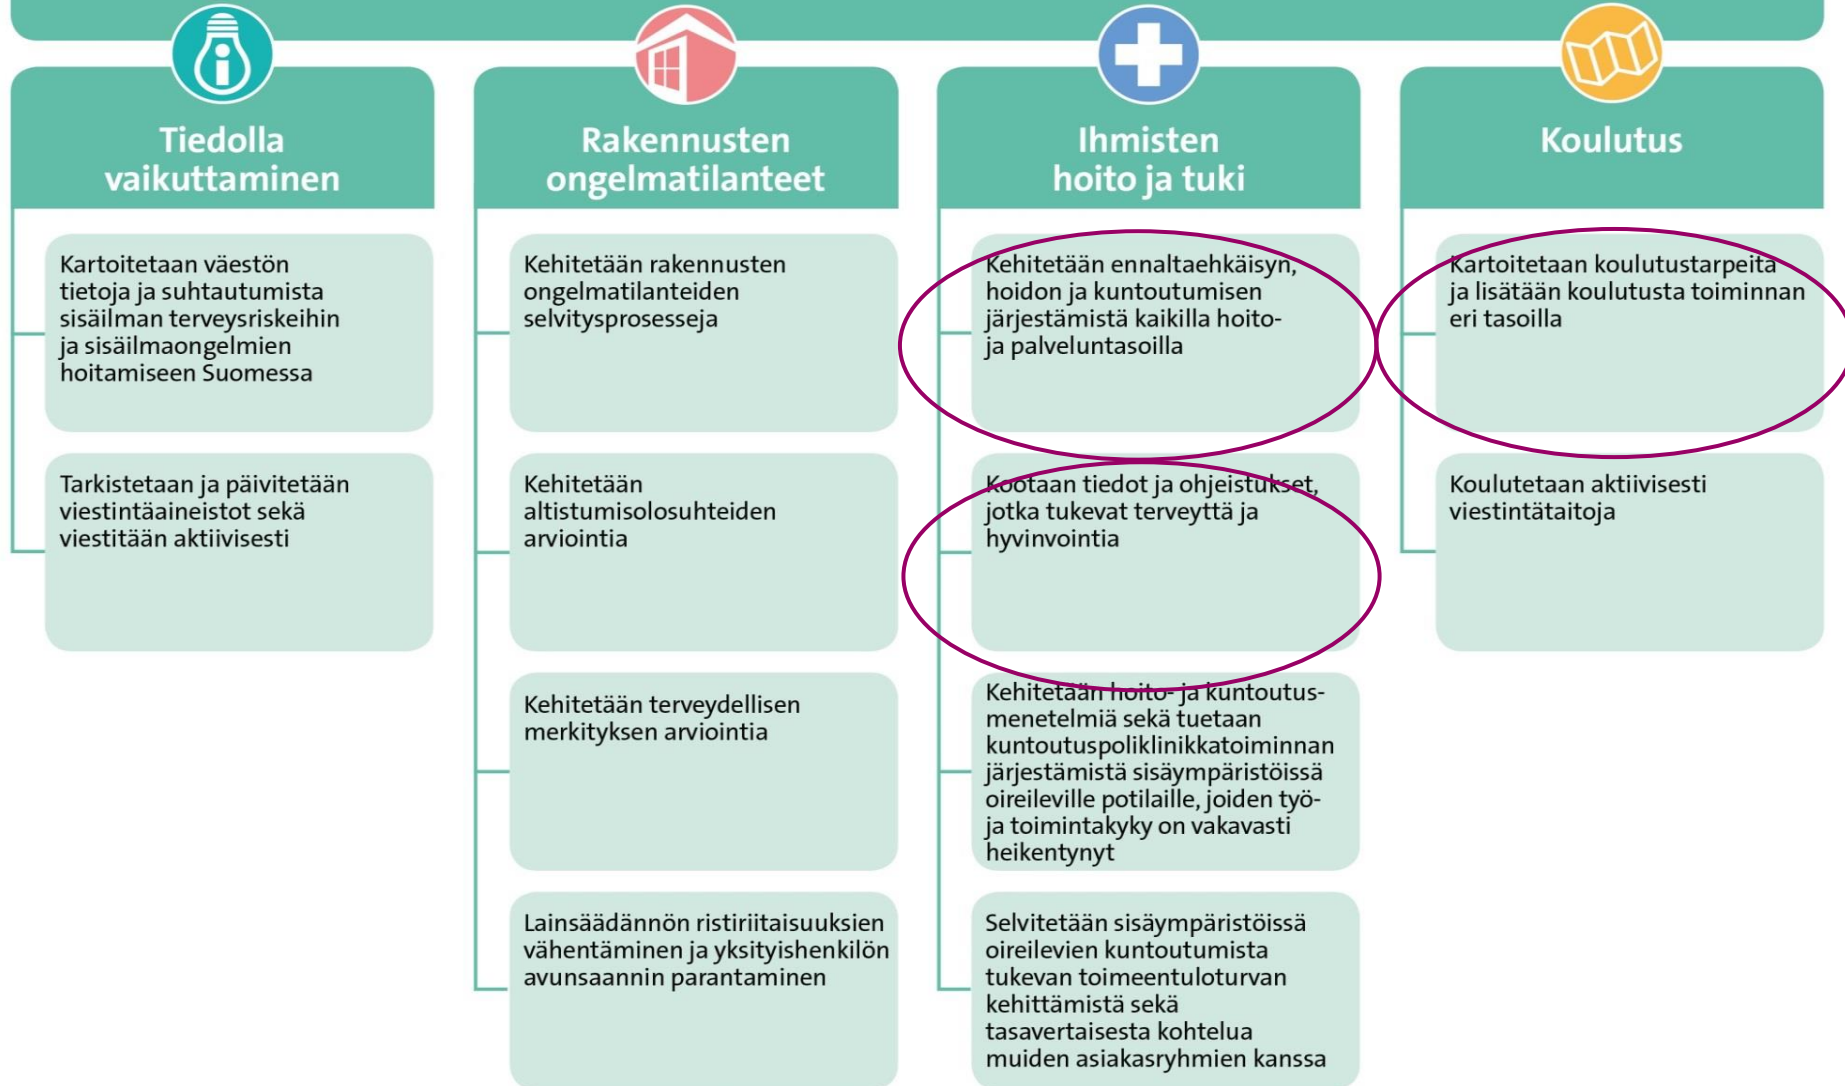 Tiedolla
vaikuttaminen
Kartoitetaan väestön
tietoja ja suhtautumista
sisäilman terveysriskeihin
ja sisäilmaongelmien
hoitamiseen Suomessa
Tarkistetaan ja päivitetään
viestintäaineistot sekä
viestitään aktiivisesti
Rakennusten
ongelmatilanteet
Kehitetään rakennusten
ongelmatilanteiden
selvitysprosesseja
Kehitetään
altistumisolosuhteiden
arviointia
Kehitetään terveydellisen
merkityksen arviointia
Lainsäädännön ristiriitaisuuksien
vähentäminen ja yksityishenkilön
avunsaannin parantaminen
Ihmisten
hoito ja tuki
Kehitetään ennaltaehkäisyn,
hoidon ja kuntoutumisen
järjestämistä kaikilla hoito-
ja palveluntasoilla
Kootaan tiedot ja ohjeistukset,
jotka tukevat terveyttä ja
hyvinvointia
Kehitetään hoito- ja kuntoutus-
menetelmiä sekä tuetaan
kuntoutuspoliklinikkatoiminnan
järjestämistä sisäympäristöissä
oireileville potilaille, joiden työ-
ja toimintakyky on vakavasti
heikentynyt
Selvitetään sisäympäristöissä
oireilevien kuntoutumista
tukevan toimeentuloturvan
kehittämistä sekä
tasavertaisesta kohtelua
muiden asiakasryhmien kanssa
Koulutus
Kartoitetaan koulutustarpeita
ja lisätään koulutusta toiminnan
eri tasoilla
Koulutetaan aktiivisesti
viestintätaitoja